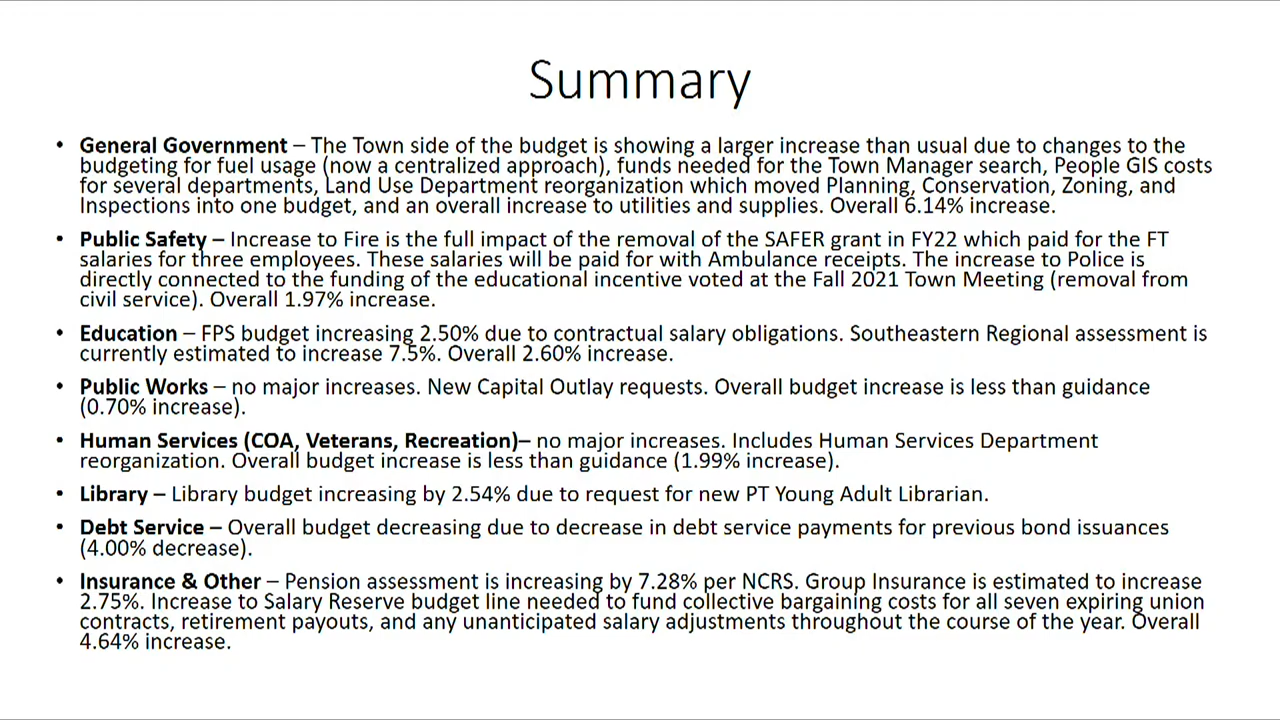 Summary
• General Government – The Town side of the budget is showing a larger increase than usual due to changes to the
budgeting for fuel usage (now a centralized approach), funds needed for the Town Manager search, People GIS costs
for several departments, Land Use Department reorganization which moved Planning, Conservation, Zoning, and
Inspections into one budget, and an overall increase to utilities and supplies. Overall 6.14% increase.
• Public Safety – Increase to Fire is the full impact of the removal of the SAFER grant in FY22 which paid for the FT
salaries for three employees. These salaries will be paid for with Ambulance receipts. The increase to Police is
directly connected to the funding of the educational incentive voted at the Fall 2021 Town Meeting (removal from
civil service). Overall 1.97% increase.
• Education – FPS budget increasing 2.50% due to contractual salary obligations. Southeastern Regional assessment is
currently estimated to increase 7.5%. Overall 2.60% increase.
• Public Works – no major increases. New Capital Outlay requests. Overall budget increase is less than guidance
(0.70% increase).
• Human Services (COA, Veterans, Recreation)– no major increases. Includes Human Services Department
reorganization. Overall budget increase is less than guidance (1.99% increase).
• Library – Library budget increasing by 2.54% due to request for new PT Young Adult Librarian.
• Debt Service – Overall budget decreasing due to decrease in debt service payments for previous bond issuances
(4.00% decrease).
• Insurance & Other – Pension assessment is increasing by 7.28% per NCRS. Group Insurance is estimated to increase
2.75%. Increase to Salary Reserve budget line needed to fund collective bargaining costs for all seven expiring union
contracts, retirement payouts, and any unanticipated salary adjustments throughout the course of the year. Overall
4.64% increase.